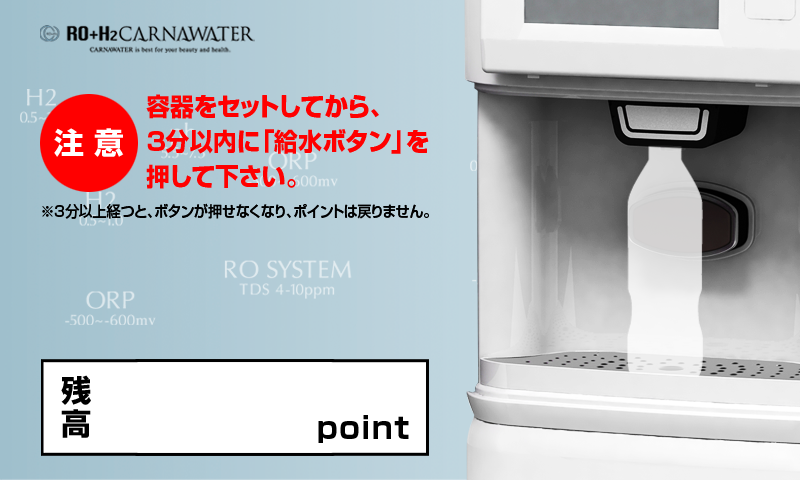 RO+H2CARNAWATER
CARNAWATER is best for your beauty and health.
H2
注意
容器をセットしてから、
3分以内に「給水ボタン」を
押して下さい。
ORP
-600mv
※3分以上経つと、ボタンが押せなくなり、ポイントは戻りません。
H2
0.5~1.0
RO SYSTEM
TDS 4-10ppm
ORP
-500~-600mv
残高
point